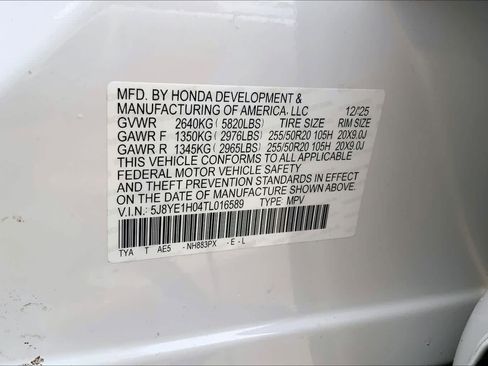 MFD. BY HONDA DEVELOPMENT &
MANUFACTURING OF AMERICA, LLC 12/25
GVWR 2640KG (5820LBS) TIRE SIZE RIM SIZE
GAWR F 1350KG (2976LBS) 255/50R20 105H 20X9.0J
GAWR R 1345KG (2965LBS) 255/50R20 105H 20X9.0J
THIS VEHICLE CONFORMS TO ALL APPLICABLE
FEDERAL MOTOR VEHICLE SAFETY
AND THEFT PREVENTION STANDARDS IN EFFECT
ON THE DATE OF MANUFACTURE SHOWN ABOVE.
V.I.N.: 5J8YE1H04TL016589 TYPE: MPV
TYA T AE5 - NH883PX - E - L